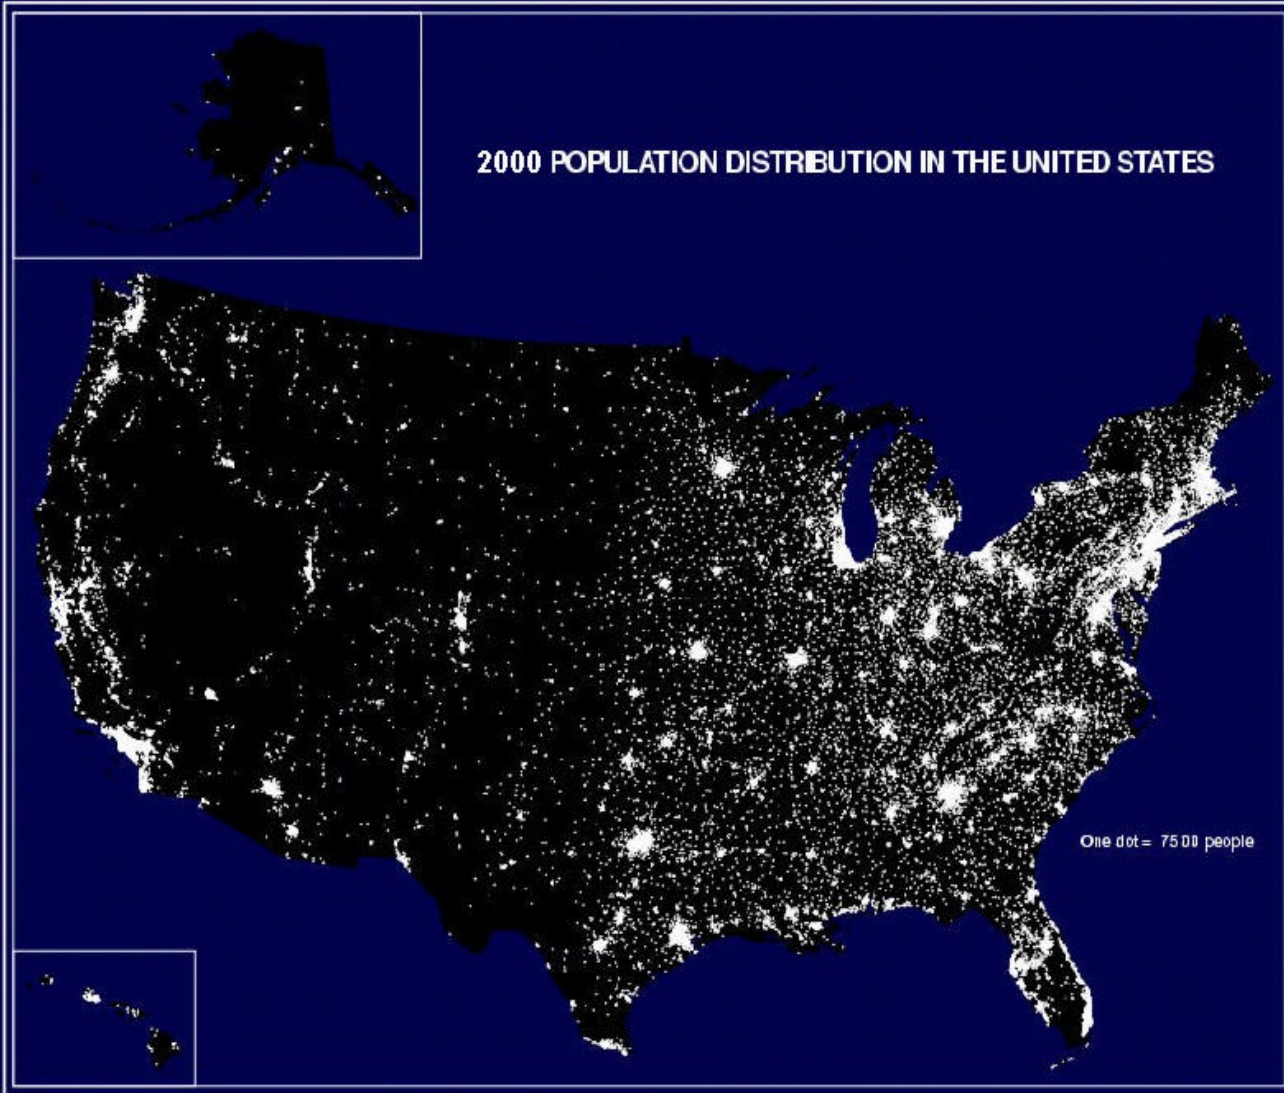 2000 POPULATION DISTRIBUTION IN THE UNITED STATES
One dot = 7500 people